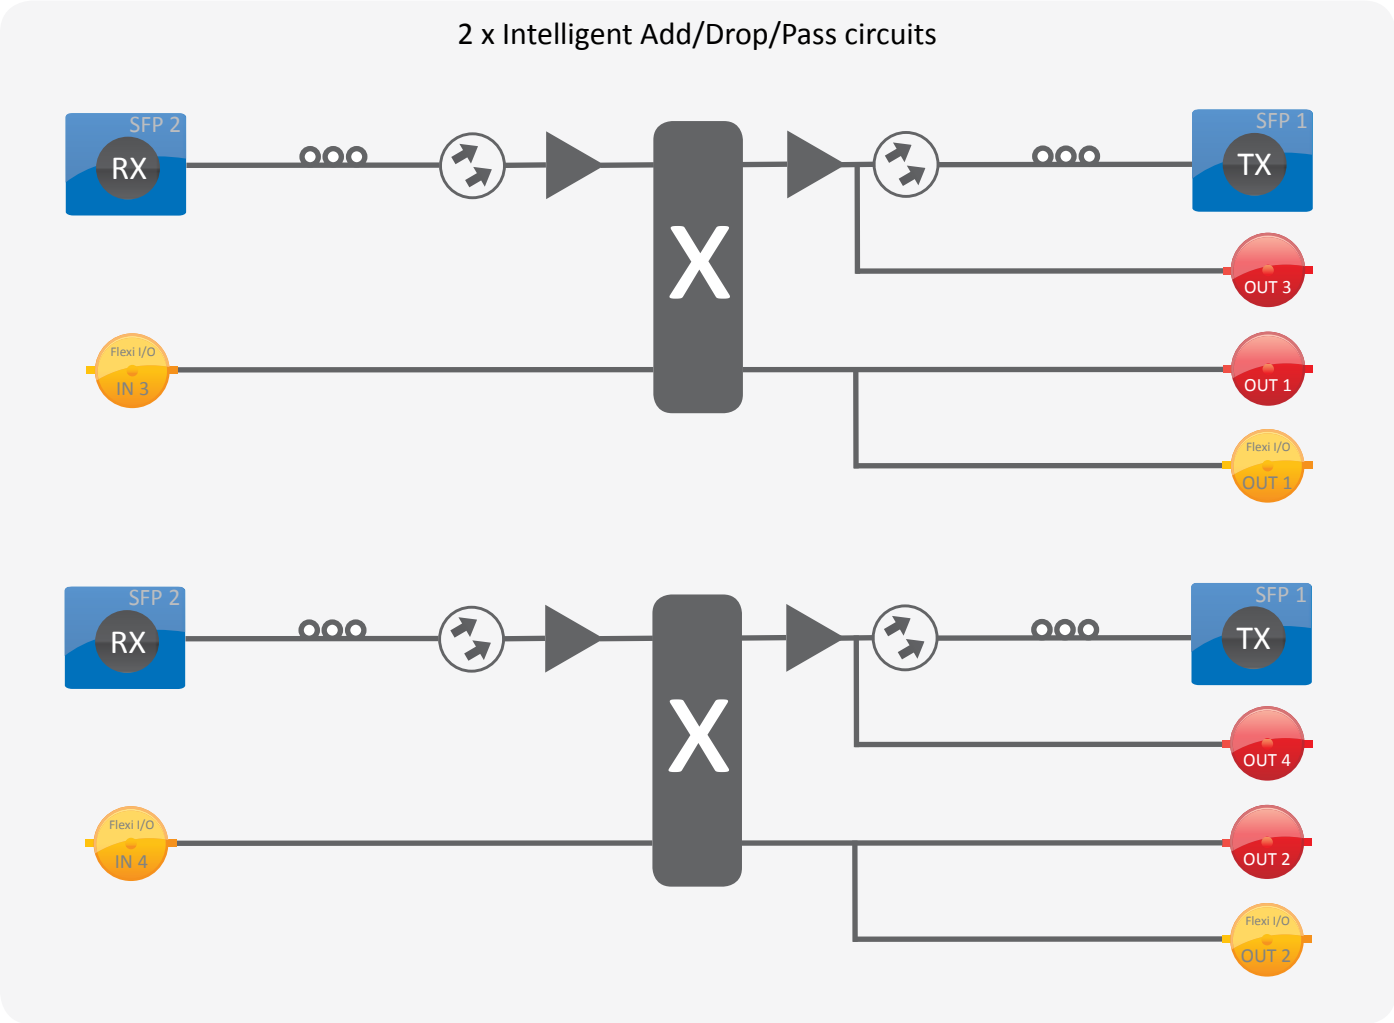 2 x Intelligent Add/Drop/Pass circuits
SFP 2
RX
SFP 1
TX
X
OUT 3
Flexi I/O
IN 3
OUT 1
Flexi I/O
OUT 1
SFP 2
RX
SFP 1
TX
X
OUT 4
Flexi I/O
IN 4
OUT 2
Flexi I/O
OUT 2